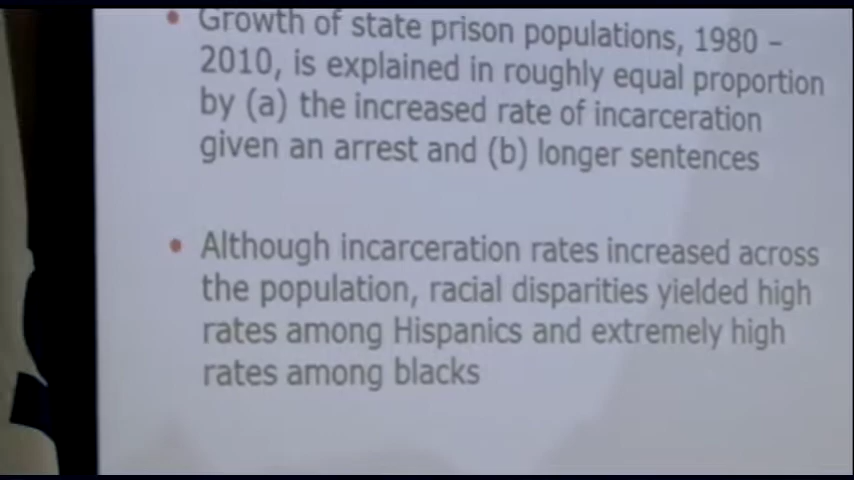 • Growth of state prison populations, 1980 –
2010, is explained in roughly equal proportion
by (a) the increased rate of incarceration
given an arrest and (b) longer sentences
• Although incarceration rates increased across
the population, racial disparities yielded high
rates among Hispanics and extremely high
rates among blacks